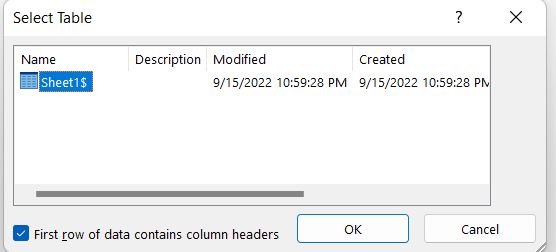 Select Table
?
Name Description Modified Created
Sheet1$ 9/15/2022 10:59:28 PM 9/15/2022 10:59:28 PM
First row of data contains column headers
OK Cancel